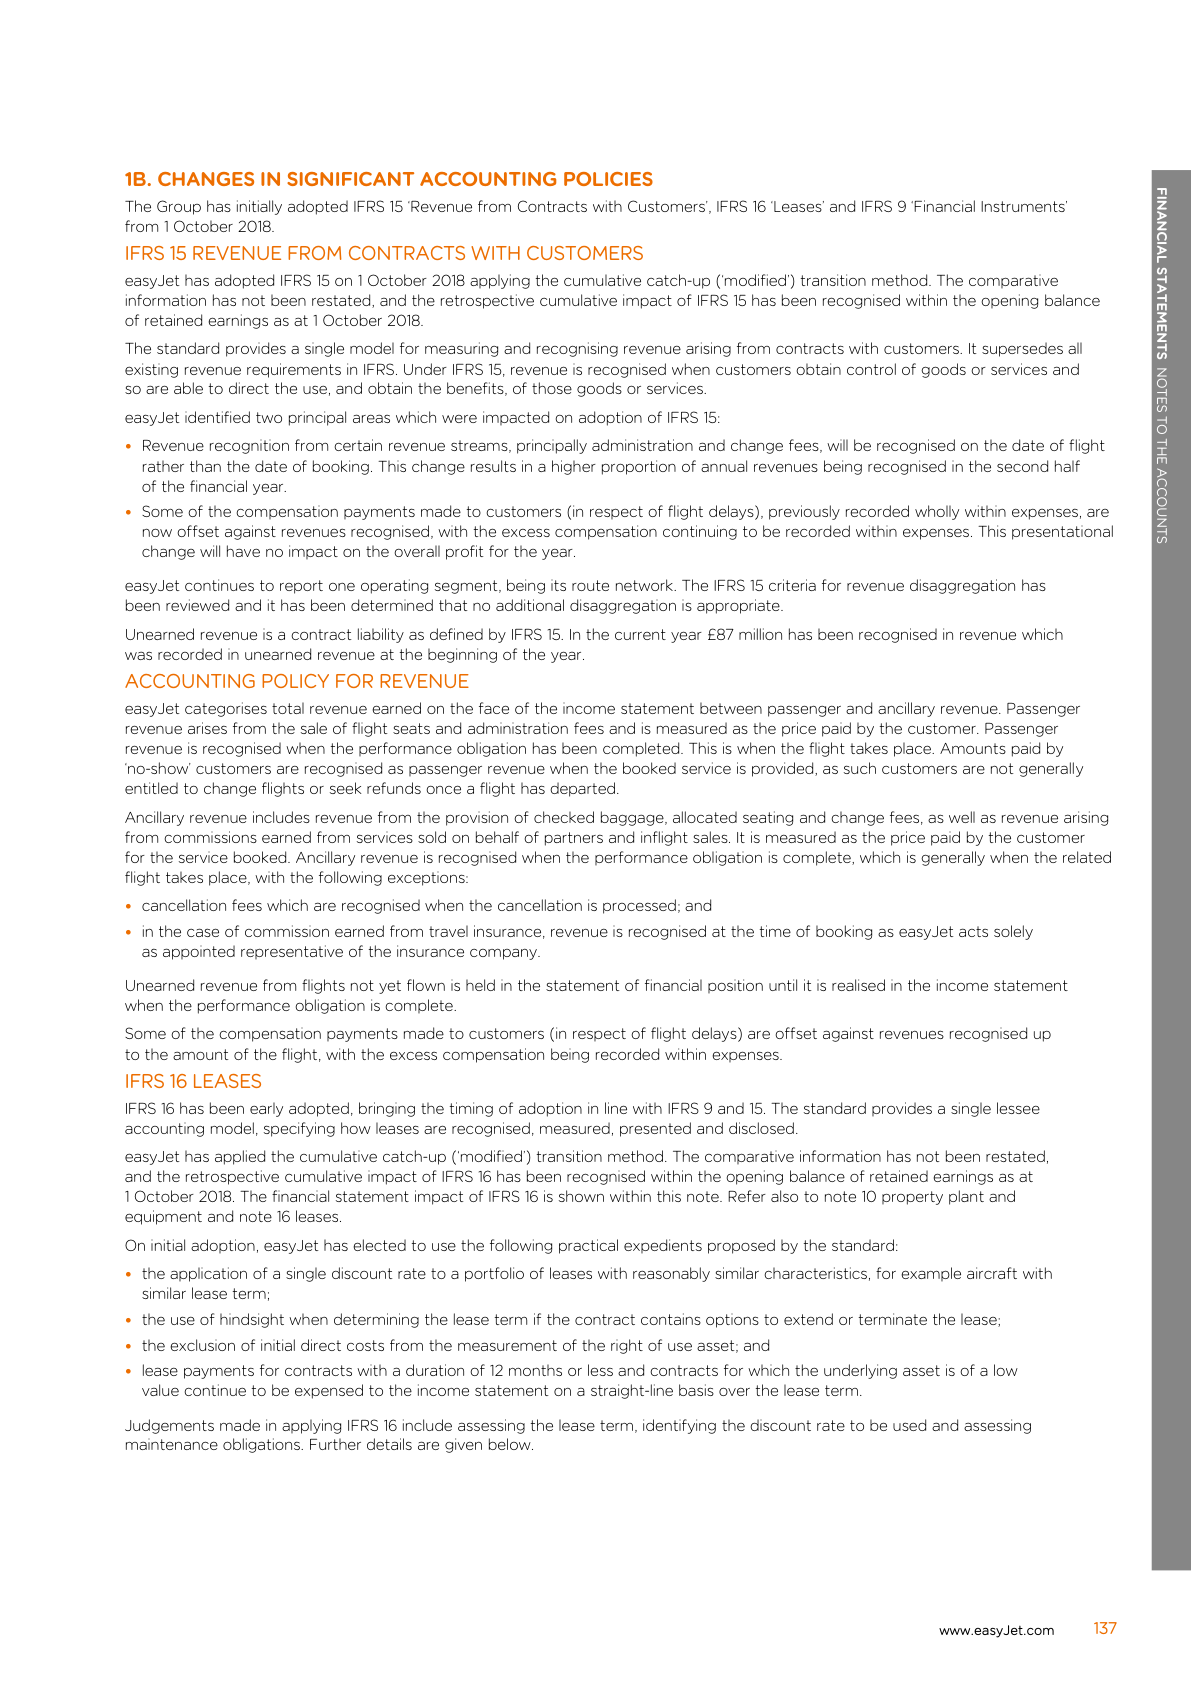 1B. CHANGES IN SIGNIFICANT ACCOUNTING POLICIES
The Group has initially adopted IFRS 15 'Revenue from Contracts with Customers', IFRS 16 'Leases' and IFRS 9 'Financial Instruments'
from 1 October 2018.
IFRS 15 REVENUE FROM CONTRACTS WITH CUSTOMERS
easyJet has adopted IFRS 15 on 1 October 2018 applying the cumulative catch-up ('modified') transition method. The comparative
information has not been restated, and the retrospective cumulative impact of IFRS 15 has been recognised within the opening balance
of retained earnings as at 1 October 2018.
The standard provides a single model for measuring and recognising revenue arising from contracts with customers. It supersedes all
existing revenue requirements in IFRS. Under IFRS 15, revenue is recognised when customers obtain control of goods or services and
so are able to direct the use, and obtain the benefits, of those goods or services.
easyJet identified two principal areas which were impacted on adoption of IFRS 15:
• Revenue recognition from certain revenue streams, principally administration and change fees, will be recognised on the date of flight
rather than the date of booking. This change results in a higher proportion of annual revenues being recognised in the second half
of the financial year.
• Some of the compensation payments made to customers (in respect of flight delays), previously recorded wholly within expenses, are
now offset against revenues recognised, with the excess compensation continuing to be recorded within expenses. This presentational
change will have no impact on the overall profit for the year.
easyJet continues to report one operating segment, being its route network. The IFRS 15 criteria for revenue disaggregation has
been reviewed and it has been determined that no additional disaggregation is appropriate.
Unearned revenue is a contract liability as defined by IFRS 15. In the current year £87 million has been recognised in revenue which
was recorded in unearned revenue at the beginning of the year.
ACCOUNTING POLICY FOR REVENUE
easyJet categorises total revenue earned on the face of the income statement between passenger and ancillary revenue. Passenger
revenue arises from the sale of flight seats and administration fees and is measured as the price paid by the customer. Passenger
revenue is recognised when the performance obligation has been completed. This is when the flight takes place. Amounts paid by
'no-show' customers are recognised as passenger revenue when the booked service is provided, as such customers are not generally
entitled to change flights or seek refunds once a flight has departed.
Ancillary revenue includes revenue from the provision of checked baggage, allocated seating and change fees, as well as revenue arising
from commissions earned from services sold on behalf of partners and inflight sales. It is measured as the price paid by the customer
for the service booked. Ancillary revenue is recognised when the performance obligation is complete, which is generally when the related
flight takes place, with the following exceptions:
• cancellation fees which are recognised when the cancellation is processed; and
• in the case of commission earned from travel insurance, revenue is recognised at the time of booking as easyJet acts solely
as appointed representative of the insurance company.
Unearned revenue from flights not yet flown is held in the statement of financial position until it is realised in the income statement
when the performance obligation is complete.
Some of the compensation payments made to customers (in respect of flight delays) are offset against revenues recognised up
to the amount of the flight, with the excess compensation being recorded within expenses.
IFRS 16 LEASES
IFRS 16 has been early adopted, bringing the timing of adoption in line with IFRS 9 and 15. The standard provides a single lessee
accounting model, specifying how leases are recognised, measured, presented and disclosed.
easyJet has applied the cumulative catch-up ('modified') transition method. The comparative information has not been restated,
and the retrospective cumulative impact of IFRS 16 has been recognised within the opening balance of retained earnings as at
1 October 2018. The financial statement impact of IFRS 16 is shown within this note. Refer also to note 10 property plant and
equipment and note 16 leases.
On initial adoption, easyJet has elected to use the following practical expedients proposed by the standard:
• the application of a single discount rate to a portfolio of leases with reasonably similar characteristics, for example aircraft with
similar lease term;
• the use of hindsight when determining the lease term if the contract contains options to extend or terminate the lease;
• the exclusion of initial direct costs from the measurement of the right of use asset; and
• lease payments for contracts with a duration of 12 months or less and contracts for which the underlying asset is of a low
value continue to be expensed to the income statement on a straight-line basis over the lease term.
Judgements made in applying IFRS 16 include assessing the lease term, identifying the discount rate to be used and assessing
maintenance obligations. Further details are given below.
FINANCIAL STATEMENTS NOTES TO THE ACCOUNTS
www.easyJet.com 137